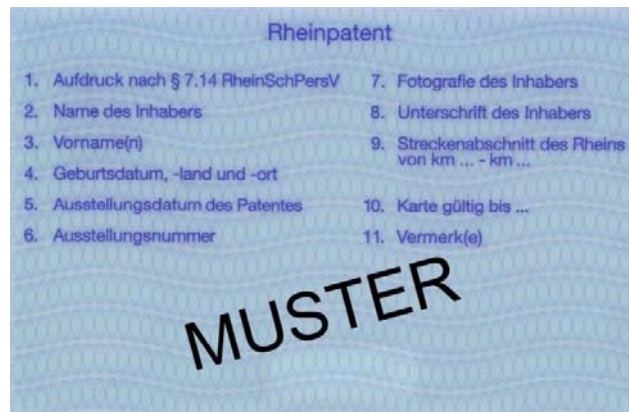 Rheinpatent
1. Aufdruck nach § 7.14 RheinSchPersV
2. Name des Inhabers
3. Vorname(n)
4. Geburtsdatum, -land und -ort
5. Ausstellungsdatum des Patentes
6. Ausstellungsnummer
7. Fotografie des Inhabers
8. Unterschrift des Inhabers
9. Streckenabschnitt des Rheins
von km ... - km ...
10. Karte gültig bis ...
11. Vermerk(e)
MUSTER